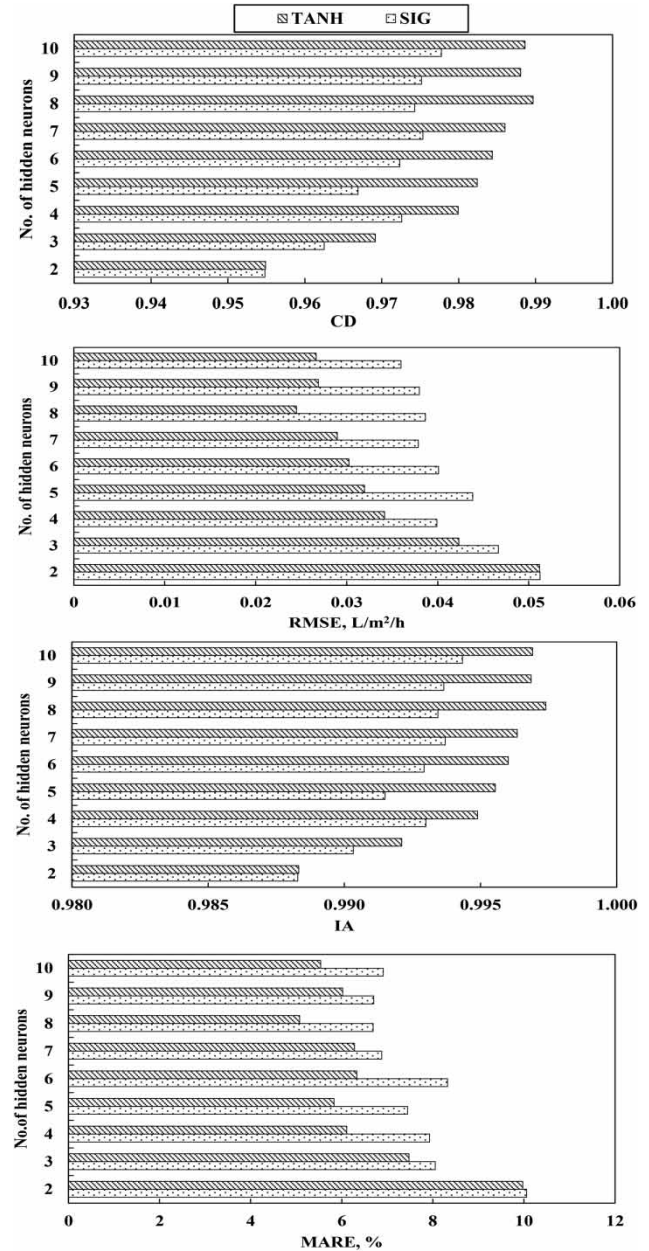 TANH SIG
No. of hidden neurons
10
9
8
7
6
5
4
3
2
0.93 0.94 0.95 0.96 0.97 0.98 0.99 1.00
CD
No. of hidden neurons
10
9
8
7
6
5
4
3
2
0 0.01 0.02 0.03 0.04 0.05 0.06
RMSE, L/m²/h
No. of hidden neurons
10
9
8
7
6
5
4
3
2
0.980 0.985 0.990 0.995 1.000
IA
No.of hidden neurons
10
9
8
7
6
5
4
3
2
0 2 4 6 8 10 12
MARE, %